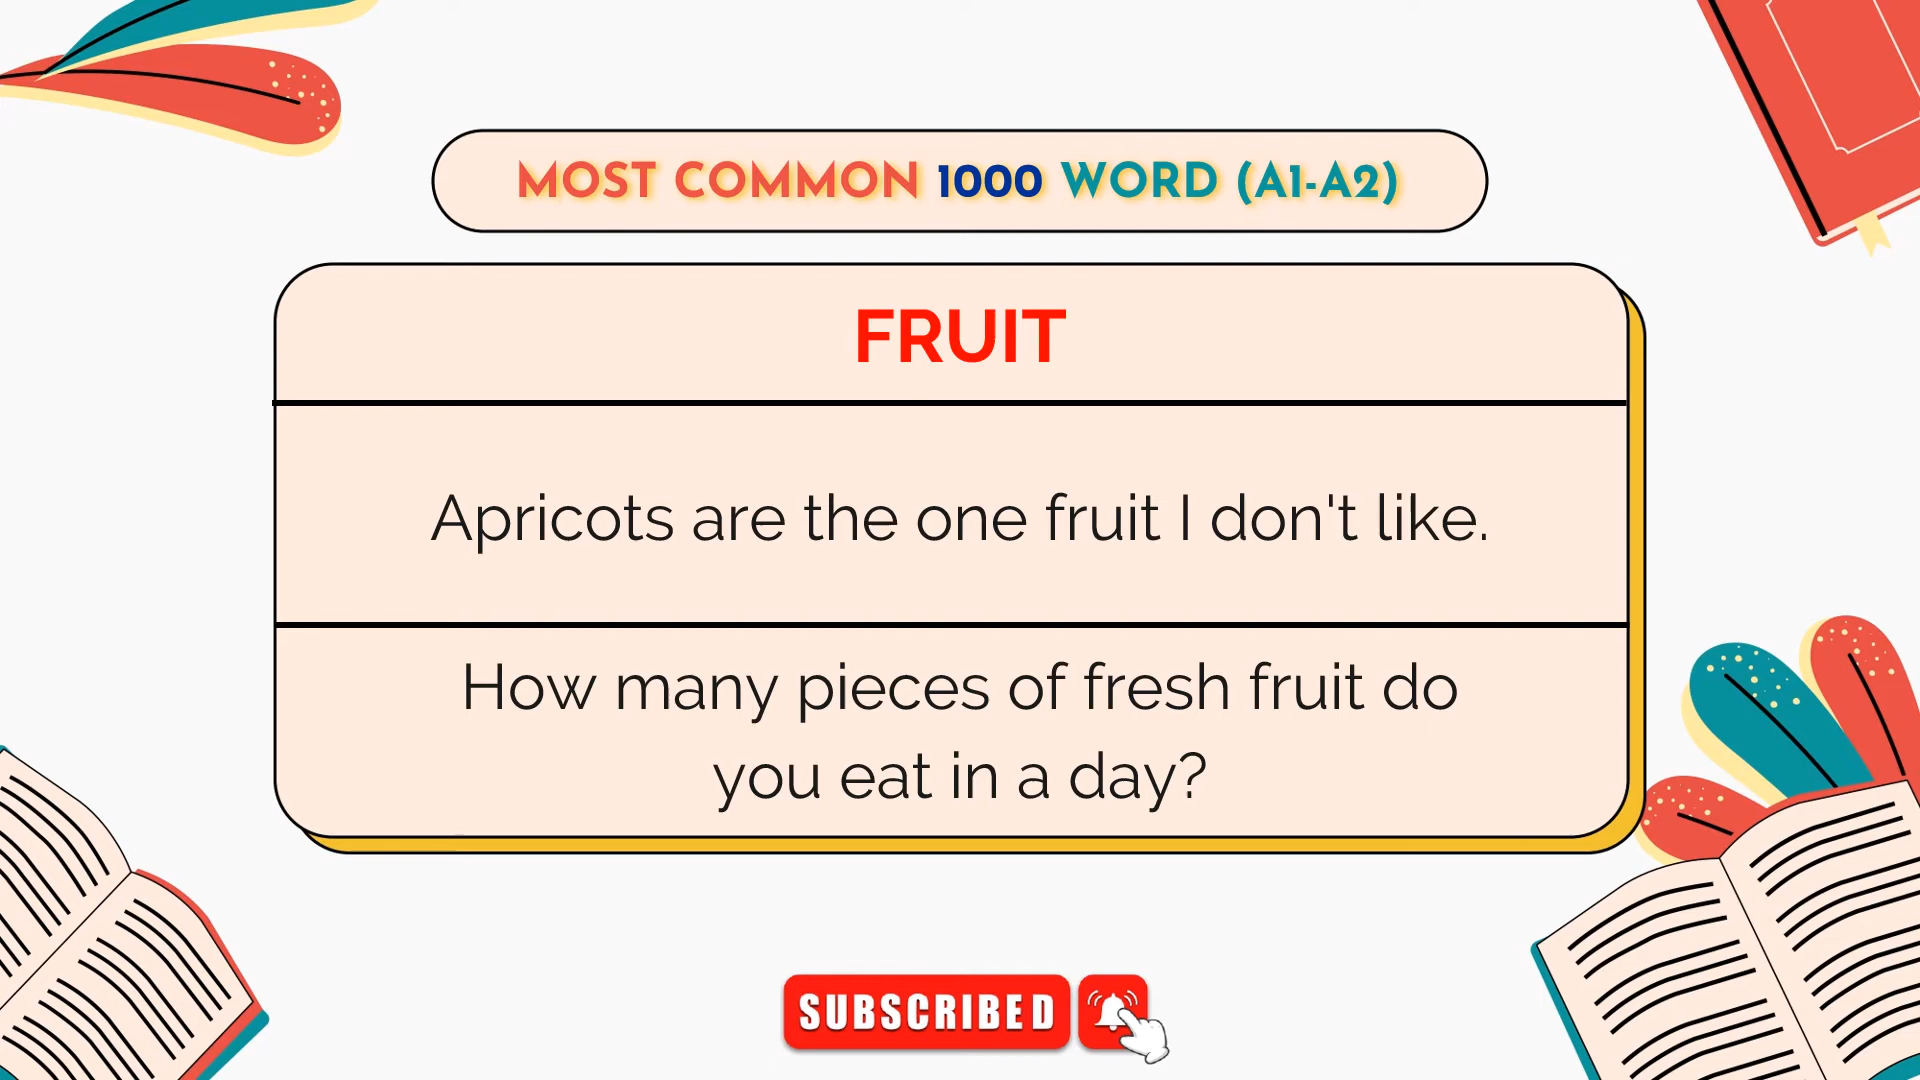 MOST COMMON 1000 WORD (A1-A2)
FRUIT
Apricots are the one fruit I don't like.
How many pieces of fresh fruit do
you eat in a day?
SUBSCRIBED